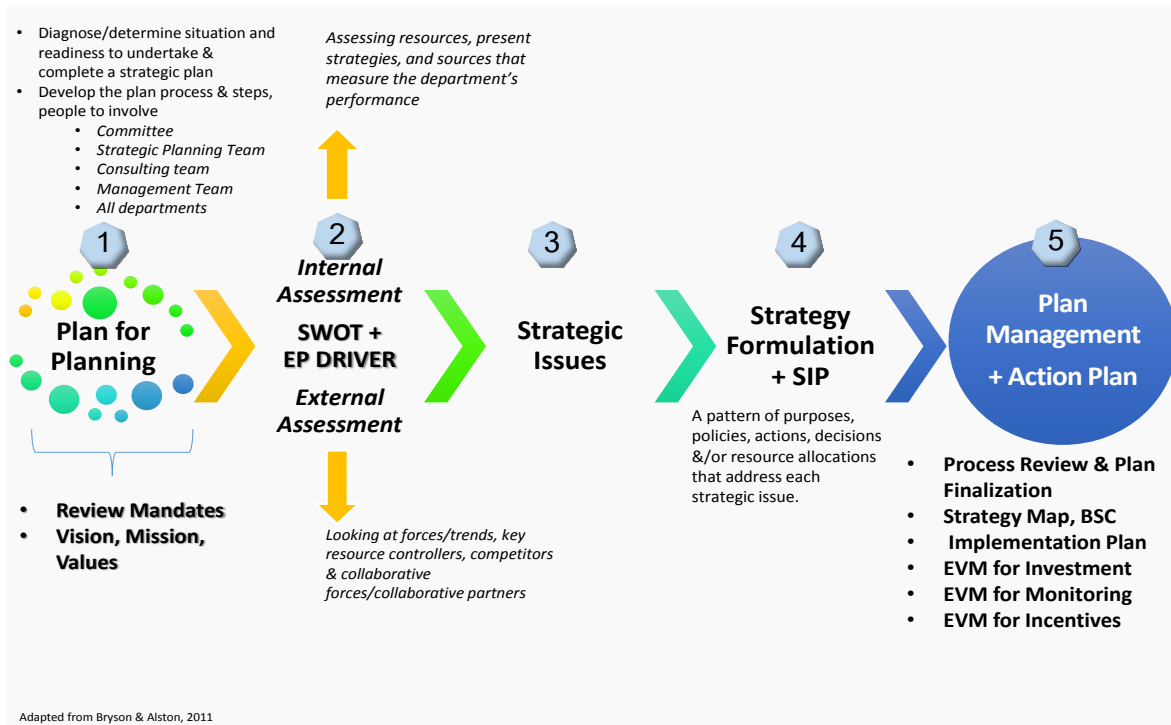 • Diagnose/determine situation and
readiness to undertake &
complete a strategic plan
• Develop the plan process & steps,
people to involve
• Committee
• Strategic Planning Team
• Consulting team
• Management Team
• All departments
1
Plan for
Planning
• Review Mandates
• Vision, Mission,
Values
Assessing resources, present
strategies, and sources that
measure the department's
performance
2
Internal
Assessment
SWOT +
EP DRIVER
External
Assessment
Looking at forces/trends, key
resource controllers, competitors
& collaborative
forces/collaborative partners
3
Strategic
Issues
4
Strategy
Formulation
+ SIP
A pattern of purposes,
policies, actions, decisions
&/or resource allocations
that address each
strategic issue.
5
Plan
Management
+ Action Plan
• Process Review & Plan
Finalization
• Strategy Map, BSC
• Implementation Plan
• EVM for Investment
• EVM for Monitoring
• EVM for Incentives
Adapted from Bryson & Alston, 2011